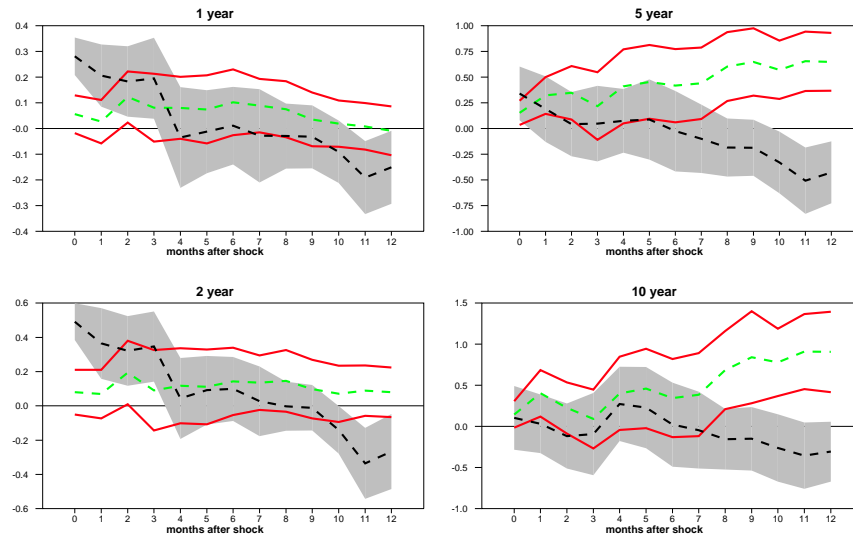 1 year
0.4
0.3
0.2
0.1
-0.0
-0.1
-0.2
-0.3
-0.4
0 1 2 3 4 5 6 7 8 9 10 11 12
months after shock
5 year
1.00
0.75
0.50
0.25
-0.00
-0.25
-0.50
-0.75
-1.00
0 1 2 3 4 5 6 7 8 9 10 11 12
months after shock
2 year
0.6
0.4
0.2
0.0
-0.2
-0.4
-0.6
0 1 2 3 4 5 6 7 8 9 10 11 12
months after shock
10 year
1.5
1.0
0.5
0.0
-0.5
-1.0
0 1 2 3 4 5 6 7 8 9 10 11 12
months after shock